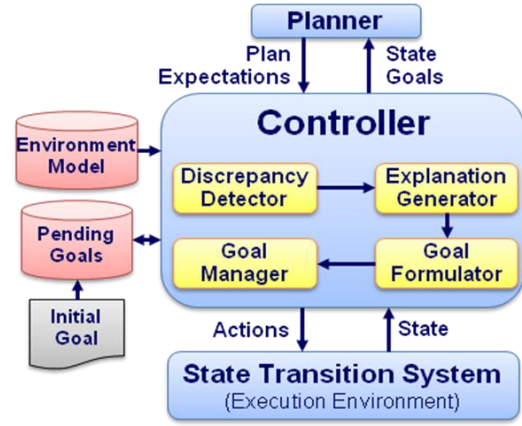 Planner
Plan
Expectations
State
Goals
Controller
Environment
Model
Discrepancy
Detector
Explanation
Generator
Pending
Goals
Goal
Manager
Goal
Formulator
Initial
Goal
Actions
State
State Transition System
(Execution Environment)